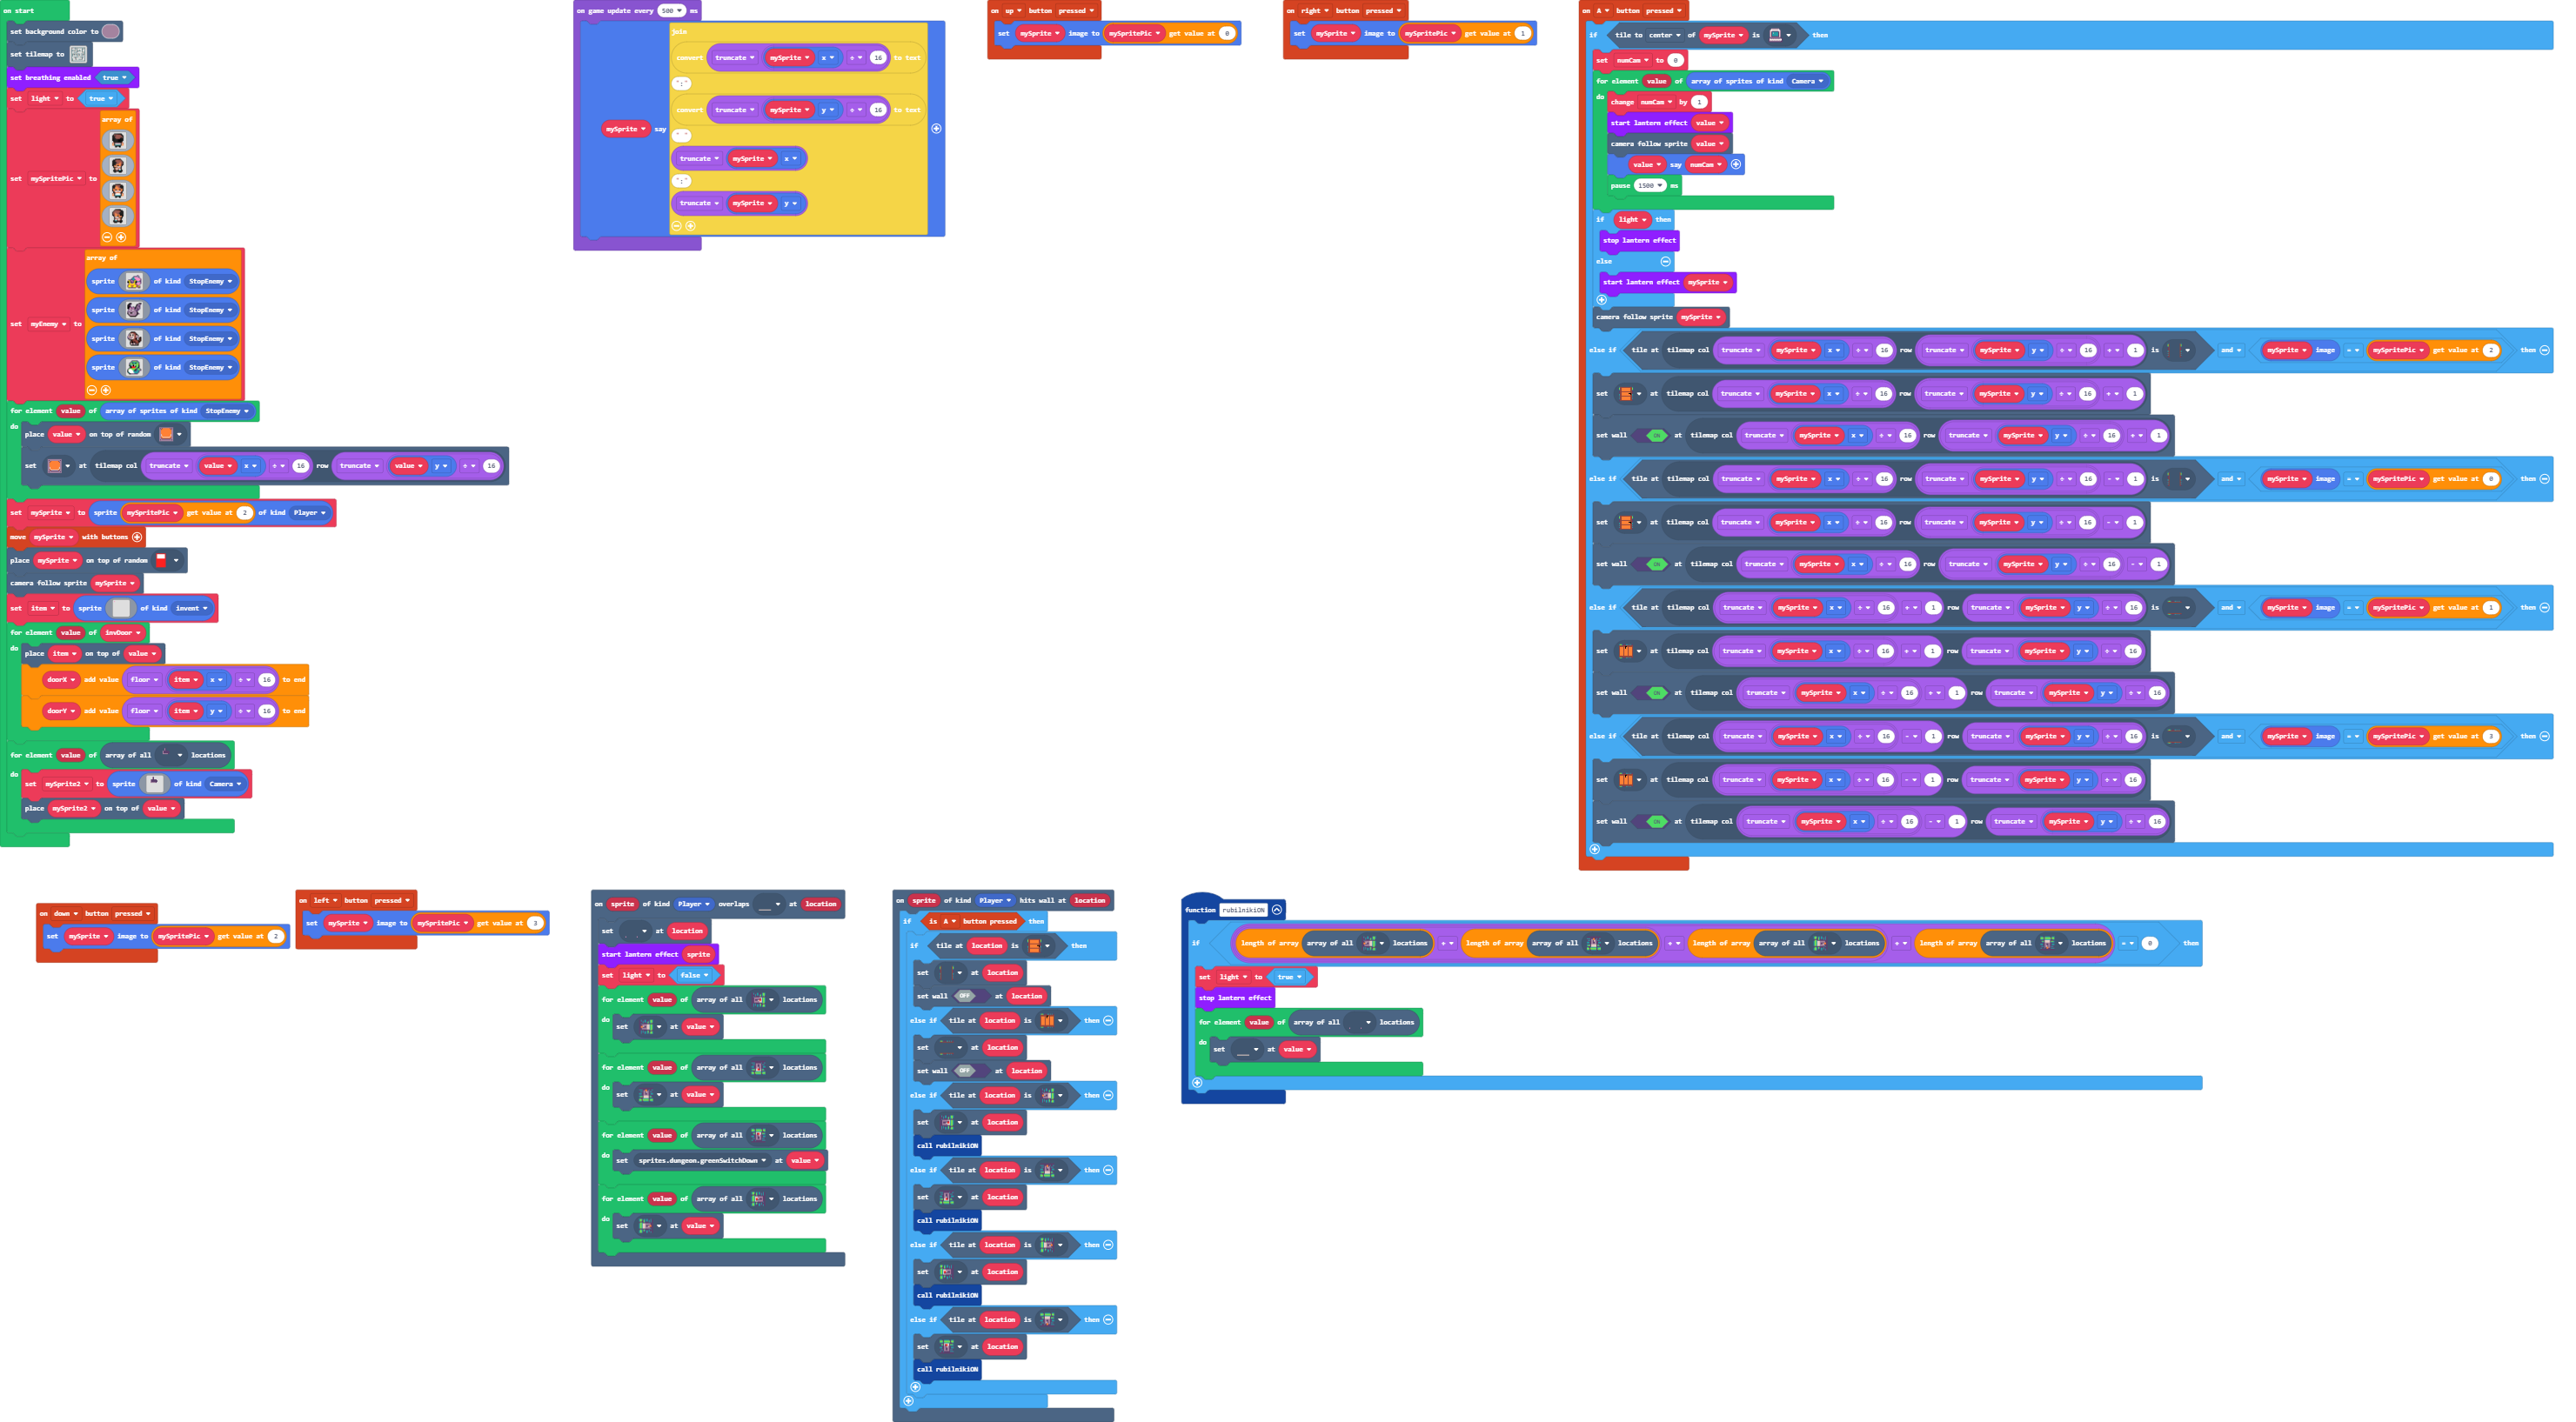 on start
set background color to
set tilemap to
set breathing enabled true
set light to true
set mySpritePic to array of
set myEnemy to array of
sprite of kind StopEnemy
sprite of kind StopEnemy
sprite of kind StopEnemy
sprite of kind StopEnemy
for element value of array of sprites of kind StopEnemy
do
place value on top of random
set at tilemap col truncate value x ÷ 16 row truncate value y ÷ 16
set mySprite to sprite mySpritePic get value at 2 of kind Player
move mySprite with buttons
place mySprite on top of random
camera follow sprite mySprite
set item to sprite of kind invent
for element value of invDoor
do
place item on top of value
doorX add value floor item x ÷ 16 to end
doorY add value floor item y ÷ 16 to end
for element value of array of all locations
do
set mySprite2 to sprite of kind Camera
place mySprite2 on top of value
on game update every 500 ms
mySprite say
join
convert truncate mySprite x ÷ 16 to text
":"
convert truncate mySprite y ÷ 16 to text
" "
truncate mySprite x
":"
truncate mySprite y
on up button pressed
set mySprite image to mySpritePic get value at 0
on right button pressed
set mySprite image to mySpritePic get value at 1
on A button pressed
if tile to center of mySprite is then
set numCam to 0
for element value of array of sprites of kind Camera
do
change numCam by 1
start lantern effect value
camera follow sprite value
value say numCam
pause 1500 ms
if light then
stop lantern effect
else
start lantern effect mySprite
camera follow sprite mySprite
else if tile at tilemap col truncate mySprite x ÷ 16 row truncate mySprite y ÷ 16 + 1 is and mySprite image = mySpritePic get value at 2 then
set at tilemap col truncate mySprite x ÷ 16 row truncate mySprite y ÷ 16 + 1
set wall ON at tilemap col truncate mySprite x ÷ 16 row truncate mySprite y ÷ 16 + 1
else if tile at tilemap col truncate mySprite x ÷ 16 row truncate mySprite y ÷ 16 - 1 is and mySprite image = mySpritePic get value at 0 then
set at tilemap col truncate mySprite x ÷ 16 row truncate mySprite y ÷ 16 - 1
set wall ON at tilemap col truncate mySprite x ÷ 16 row truncate mySprite y ÷ 16 - 1
else if tile at tilemap col truncate mySprite x ÷ 16 + 1 row truncate mySprite y ÷ 16 is and mySprite image = mySpritePic get value at 1 then
set at tilemap col truncate mySprite x ÷ 16 + 1 row truncate mySprite y ÷ 16
set wall ON at tilemap col truncate mySprite x ÷ 16 + 1 row truncate mySprite y ÷ 16
else if tile at tilemap col truncate mySprite x ÷ 16 - 1 row truncate mySprite y ÷ 16 is and mySprite image = mySpritePic get value at 3 then
set at tilemap col truncate mySprite x ÷ 16 - 1 row truncate mySprite y ÷ 16
set wall ON at tilemap col truncate mySprite x ÷ 16 - 1 row truncate mySprite y ÷ 16
on down button pressed
set mySprite image to mySpritePic get value at 2
on left button pressed
set mySprite image to mySpritePic get value at 3
on sprite of kind Player overlaps at location
set at location
start lantern effect sprite
set light to false
for element value of array of all locations
do
set at value
for element value of array of all locations
do
set at value
for element value of array of all locations
do
set sprites.dungeon.greenSwitchDown at value
for element value of array of all locations
do
set at value
on sprite of kind Player hits wall at location
if is A button pressed then
if tile at location is then
set at location
set wall OFF at location
else if tile at location is then
set at location
set wall OFF at location
else if tile at location is then
set at location
call rubilnikiON
else if tile at location is then
set at location
call rubilnikiON
else if tile at location is then
set at location
call rubilnikiON
else if tile at location is then
set at location
call rubilnikiON
function rubilnikiON
if length of array array of all locations + length of array array of all locations + length of array array of all locations + length of array array of all locations = 0 then
set light to true
stop lantern effect
for element value of array of all locations
do
set at value